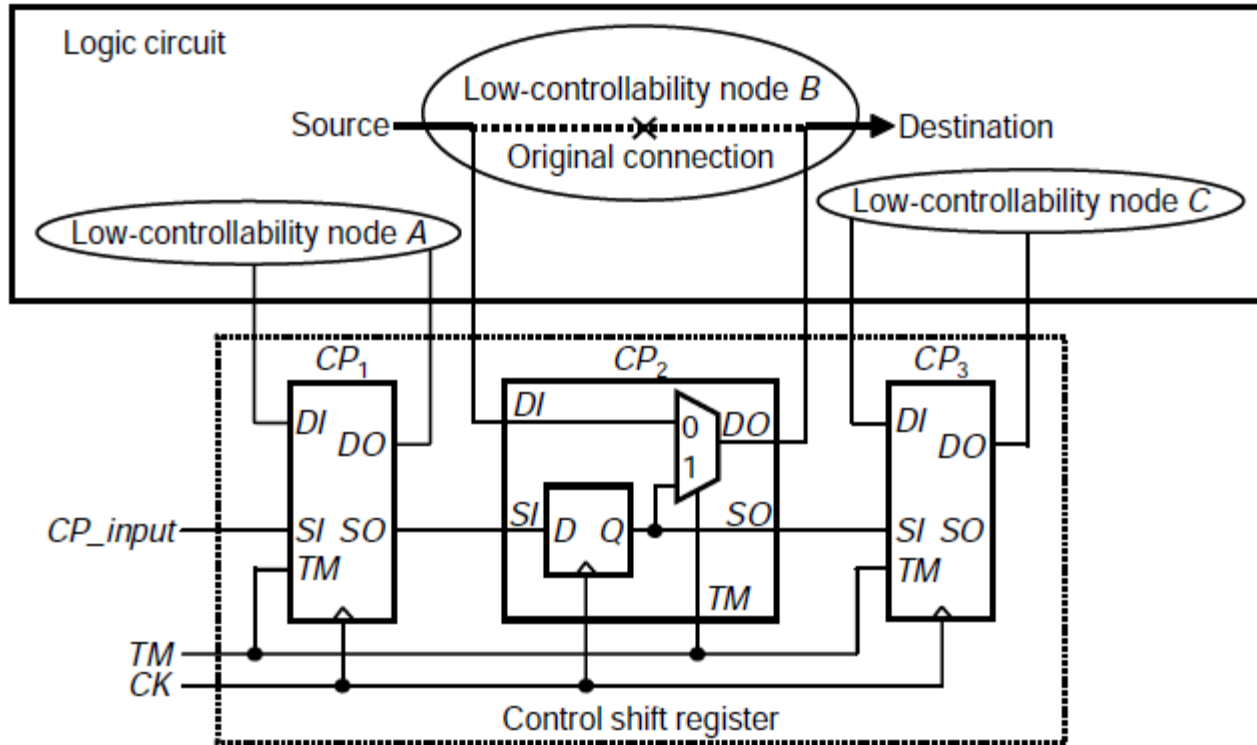 Logic circuit
Low-controllability node B
Source
Destination
Original connection
Low-controllability node A
Low-controllability node C
CP1
CP2
CP3
DI
DO
SI SO
TM
DI
0
1
DO
SI
D Q
SO
TM
DI
DO
SI SO
TM
CP_input
TM
CK
Control shift register